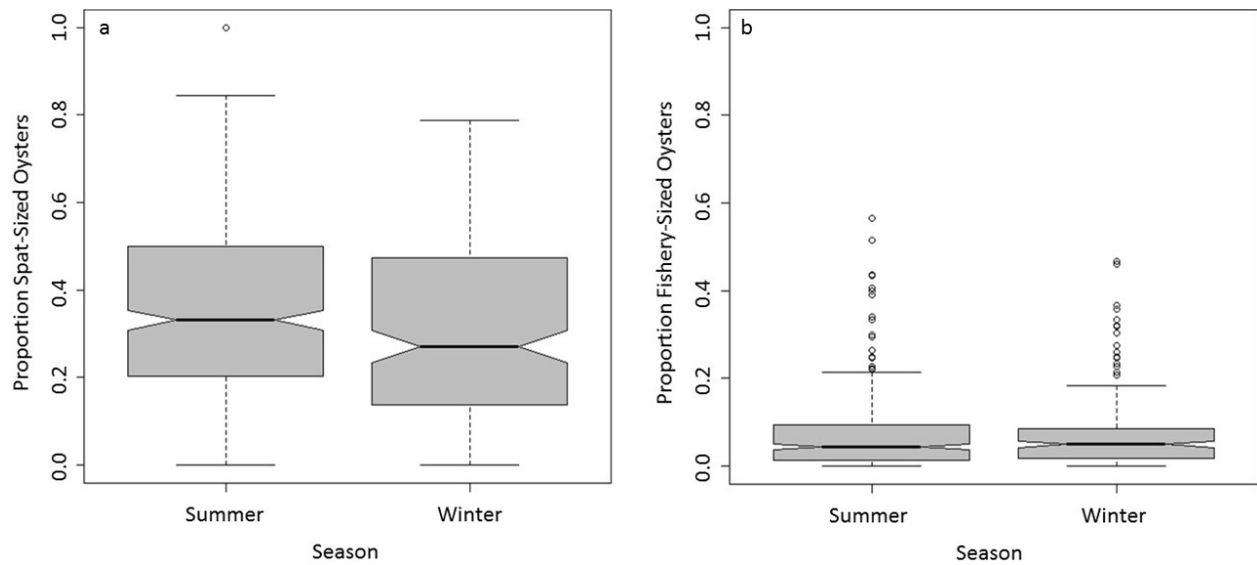 a
Proportion Spat-Sized Oysters
1.0
0.8
0.6
0.4
0.2
0.0
Summer
Winter
Season
b
Proportion Fishery-Sized Oysters
1.0
0.8
0.6
0.4
0.2
0.0
Summer
Winter
Season